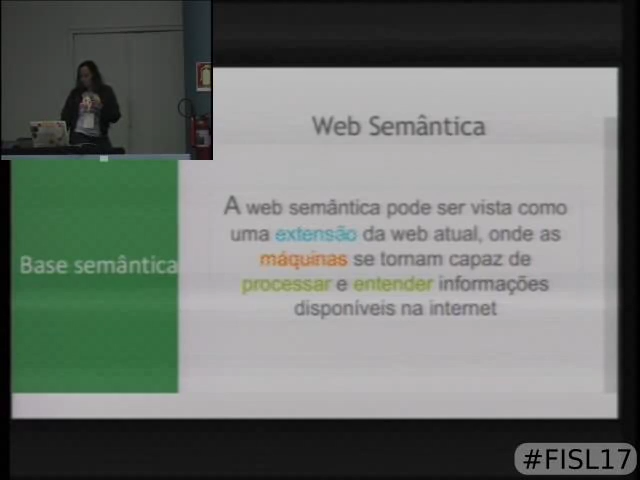 Web Semântica
A web semântica pode ser vista como
uma extensão da web atual, onde as
máquinas se tornam capaz de
processar e entender informações
disponíveis na internet
Base semântica
#FISL17